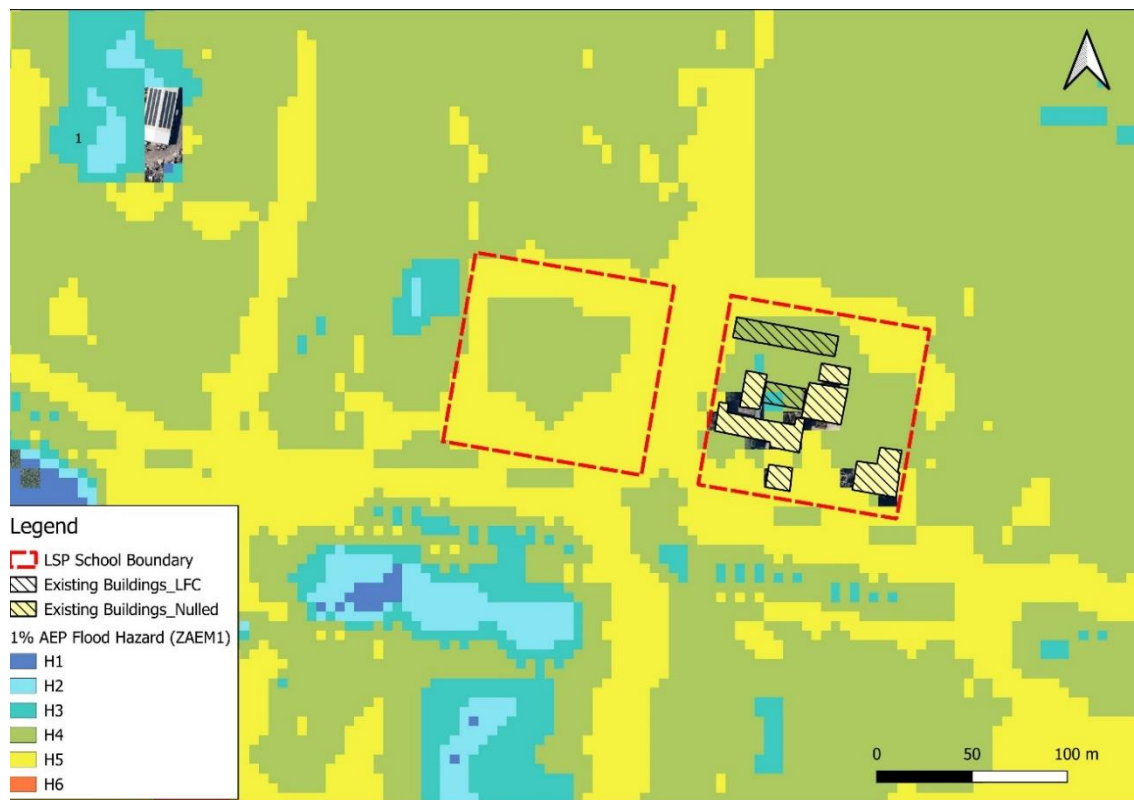 1
Legend
LSP School Boundary
Existing Buildings_LFC
Existing Buildings_Nulled
1% AEP Flood Hazard (ZAEM1)
H1
H2
H3
H4
H5
H6
0 50 100 m